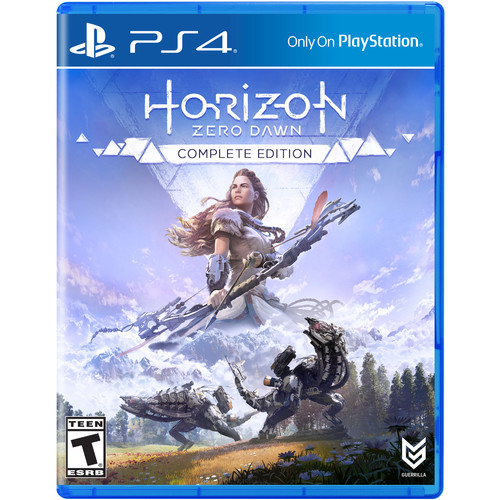 PS4
Only On PlayStation®
HORIZON
ZERO DAWN
COMPLETE EDITION
TEEN
T
ESRB
GUERRILLA